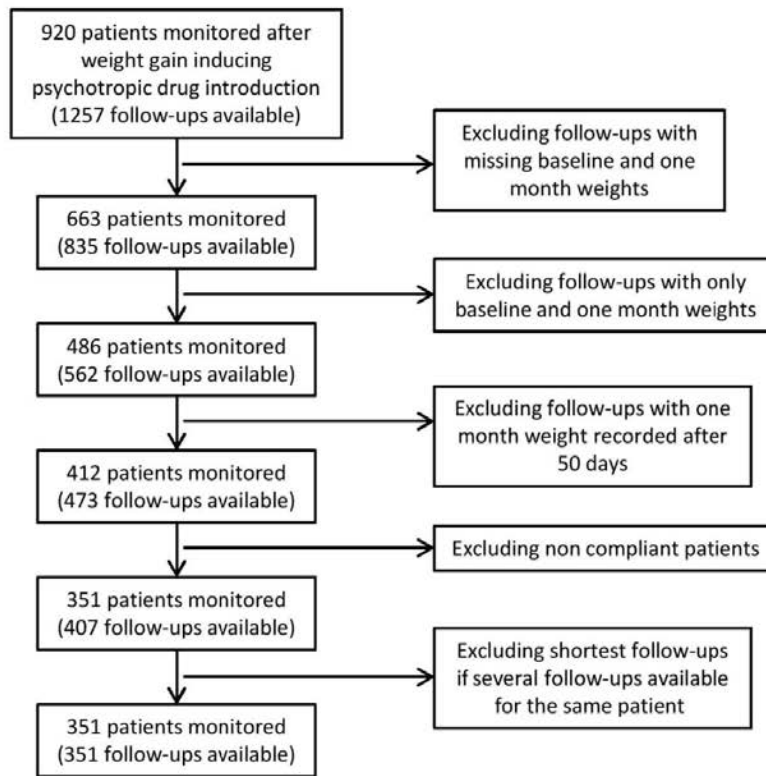 920 patients monitored after
weight gain inducing
psychotropic drug introduction
(1257 follow-ups available)
Excluding follow-ups with
missing baseline and one
month weights
663 patients monitored
(835 follow-ups available)
Excluding follow-ups with only
baseline and one month weights
486 patients monitored
(562 follow-ups available)
Excluding follow-ups with one
month weight recorded after
50 days
412 patients monitored
(473 follow-ups available)
Excluding non compliant patients
351 patients monitored
(407 follow-ups available)
Excluding shortest follow-ups
if several follow-ups available
for the same patient
351 patients monitored
(351 follow-ups available)